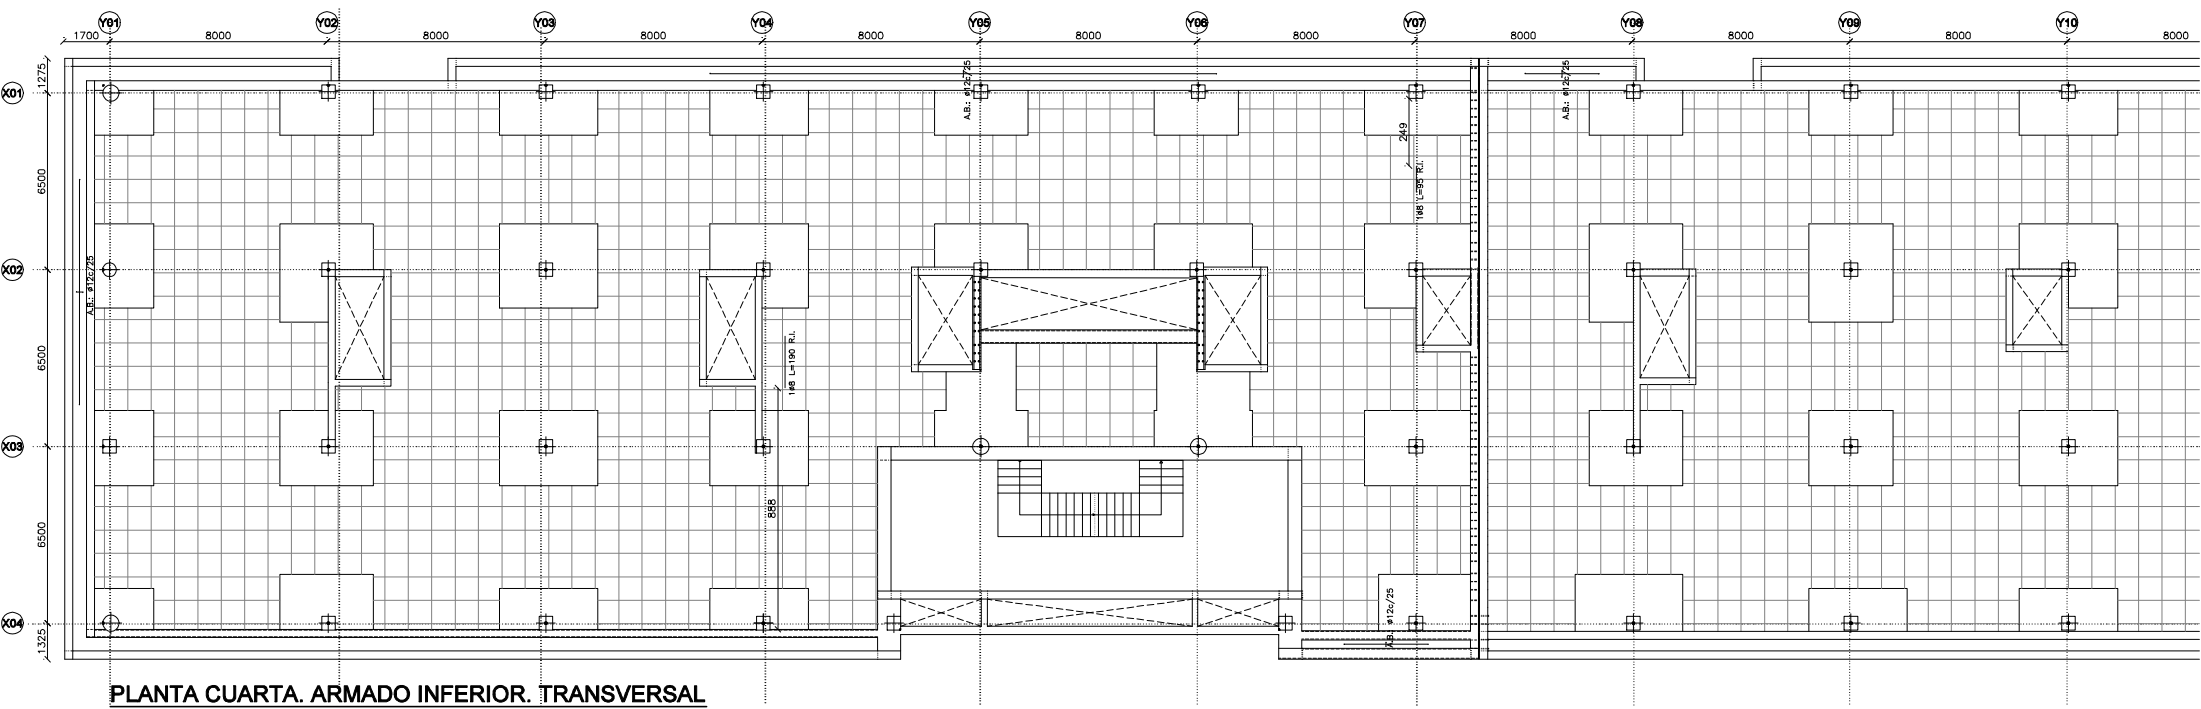 Y01 Y02 Y03 Y04 Y05 Y06 Y07 Y08 Y09 Y10
1700 8000 8000 8000 8000 8000 8000 8000 8000 8000 8000
1275
X01
A.B.: ø12c/25
A.B.: ø12c/25
249
6500
1ø8 L=95 R.I.
X02
A.B.: ø12c/25
6500
1ø8 L=190 R.I.
X03
888
6500
A.B.: ø12c/25
X04
1325
PLANTA CUARTA. ARMADO INFERIOR. TRANSVERSAL